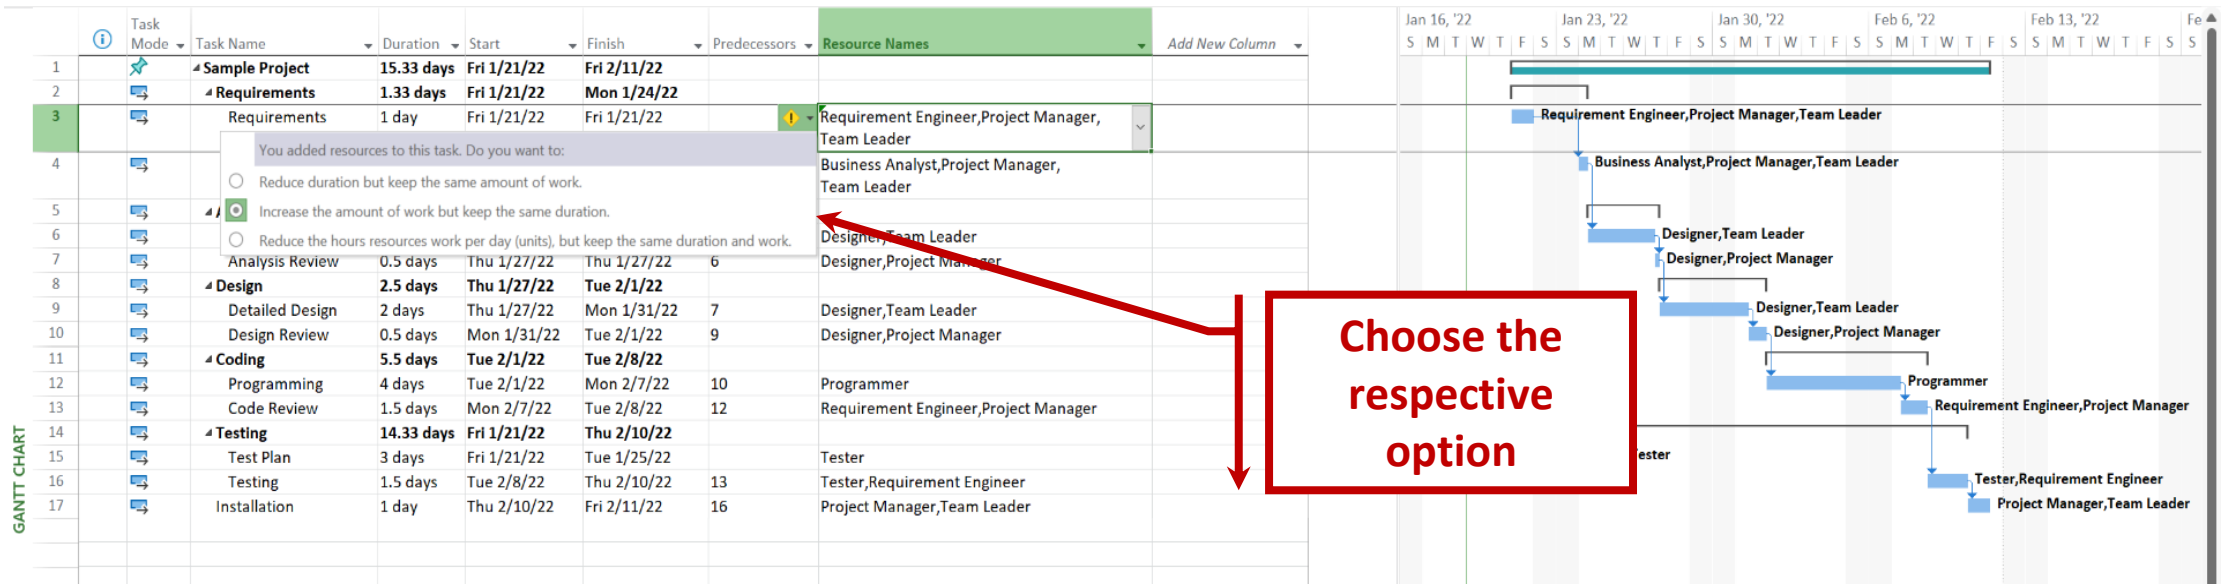 Jan 16, '22 Jan 23, '22 Jan 30, '22 Feb 6, '22 Feb 13, '22 Fe
Task
Mode Task Name Duration Start Finish Predecessors Resource Names Add New Column
S M T W T F S S M T W T F S S M T W T F S S M T W T F S S M T W T F S S
1 Sample Project 15.33 days Fri 1/21/22 Fri 2/11/22
2 Requirements 1.33 days Fri 1/21/22 Mon 1/24/22
3 Requirements 1 day Fri 1/21/22 Fri 1/21/22 Requirement Engineer,Project Manager,
Team Leader
Requirement Engineer,Project Manager,Team Leader
You added resources to this task. Do you want to:
4 Business Analyst,Project Manager,
Team Leader
Business Analyst,Project Manager,Team Leader
Reduce duration but keep the same amount of work.
5
Increase the amount of work but keep the same duration.
6 Designer,Team Leader Designer,Team Leader
Reduce the hours resources work per day (units), but keep the same duration and work.
7 Analysis Review 0.5 days Thu 1/27/22 Thu 1/27/22 6 Designer,Project Manager Designer,Project Manager
8 Design 2.5 days Thu 1/27/22 Tue 2/1/22
9 Detailed Design 2 days Thu 1/27/22 Mon 1/31/22 7 Designer,Team Leader Designer,Team Leader
10 Design Review 0.5 days Mon 1/31/22 Tue 2/1/22 9 Designer,Project Manager Designer,Project Manager
11 Coding 5.5 days Tue 2/1/22 Tue 2/8/22
12 Programming 4 days Tue 2/1/22 Mon 2/7/22 10 Programmer Programmer
13 Code Review 1.5 days Mon 2/7/22 Tue 2/8/22 12 Requirement Engineer,Project Manager Requirement Engineer,Project Manager
14 Testing 14.33 days Fri 1/21/22 Thu 2/10/22
15 Test Plan 3 days Fri 1/21/22 Tue 1/25/22 Tester ester
16 Testing 1.5 days Tue 2/8/22 Thu 2/10/22 13 Tester,Requirement Engineer Tester,Requirement Engineer
17 Installation 1 day Thu 2/10/22 Fri 2/11/22 16 Project Manager,Team Leader Project Manager,Team Leader
Choose the
respective
option
GANTT CHART